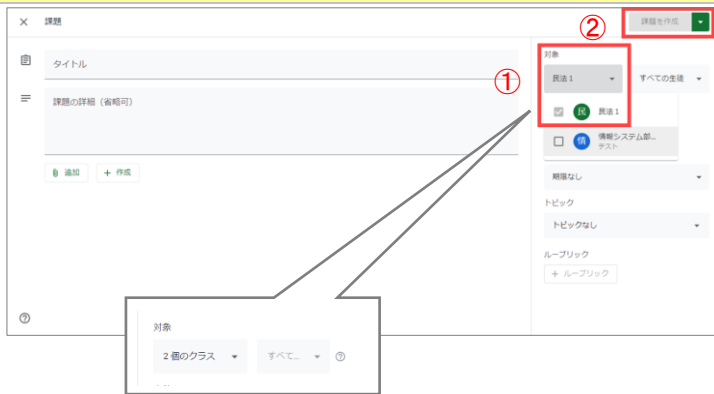 課題
②
課題を作成
タイトル
課題の詳細（省略可）
追加
+ 作成
①
対象
民法 1
すべての生徒
民
民法 1
情
情報システム部...
テスト
期限なし
トピック
トピックなし
ルーブリック
+ ルーブリック
対象
2 個のクラス
すべて...